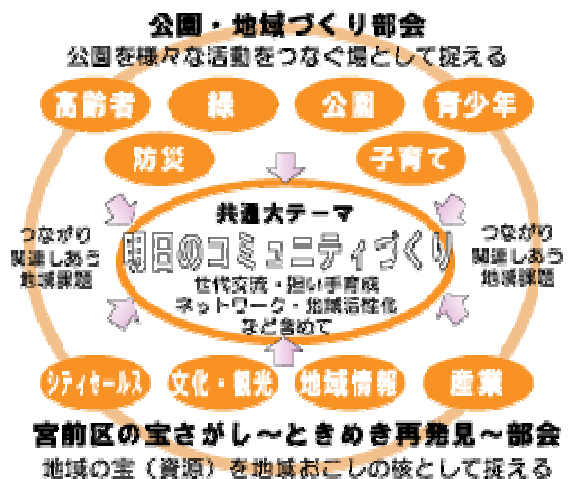 公園・地域づくり部会
公園を様々な活動をつなぐ場として捉える
高齢者
緑
公園
青少年
防災
子育て
共通大テーマ
明日のコミュニティづくり
世代交流・担い手育成
ネットワーク・地域活性化
など含めて
つながり
関連しあう
地域課題
つながり
関連しあう
地域課題
シティセールス
文化・観光
地域情報
産業
宮前区の宝さがし～ときめき再発見～部会
地域の宝（資源）を地域おこしの核として捉える